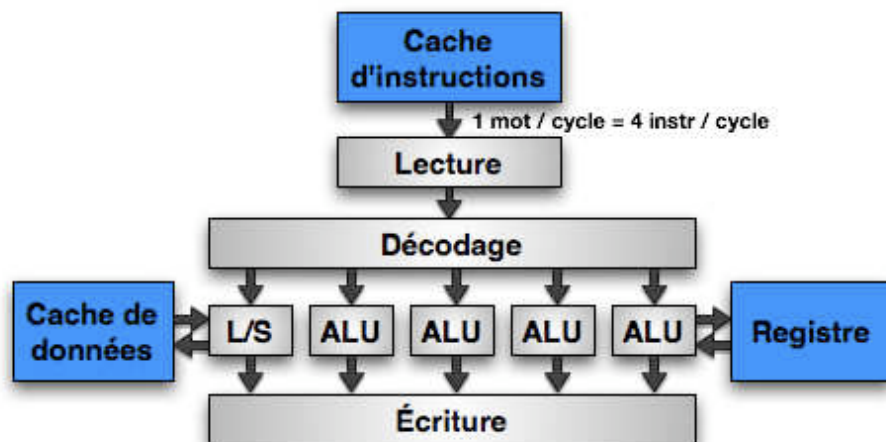 Cache
d'instructions
1 mot / cycle = 4 instr / cycle
Lecture
Décodage
Cache de
données
L/S
ALU
ALU
ALU
ALU
Registre
Écriture